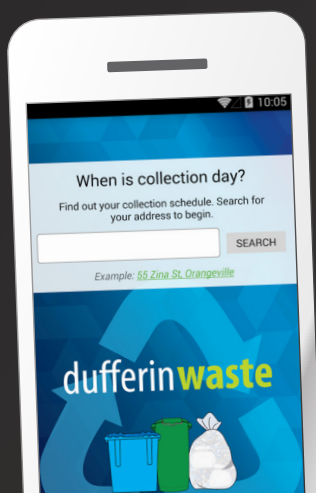 10:05
When is collection day?
Find out your collection schedule. Search for
your address to begin.
SEARCH
Example: 55 Zina St, Orangeville
dufferinwaste